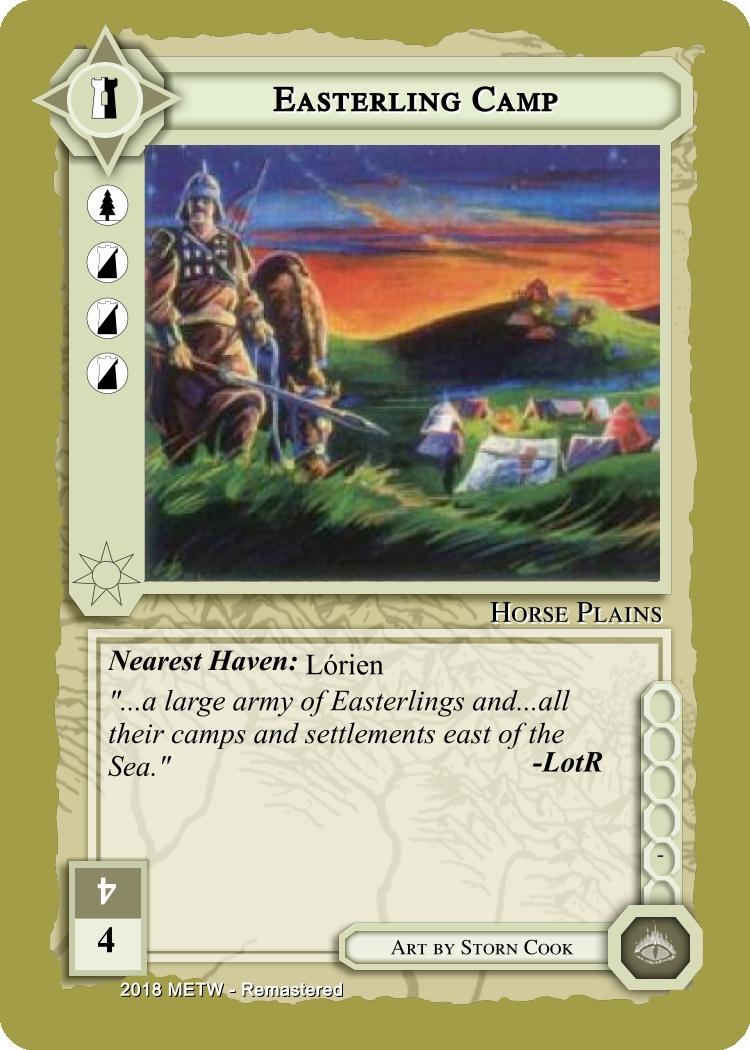 Easterling Camp
Horse Plains
Nearest Haven: Lórien
"...a large army of Easterlings and...all
their camps and settlements east of the
Sea."
-LotR
-
4
4
Art by Storn Cook
2018 METW - Remastered